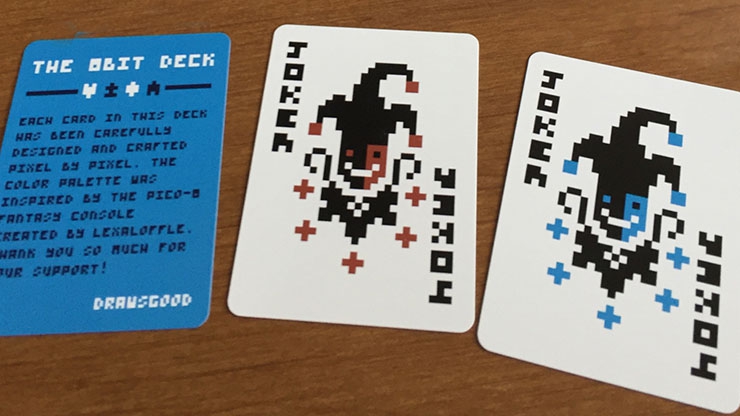 THE 8BIT DECK
EACH CARD IN THIS DECK
HAS BEEN CAREFULLY
DESIGNED AND CRAFTED
PIXEL BY PIXEL. THE
COLOR PALETTE WAS
INSPIRED BY THE PICO-8
FANTASY CONSOLE
CREATED BY LEXALOFFLE.
THANK YOU SO MUCH FOR
OUR SUPPORT!
DRAWSGOOD
JOKER
JOKER
JOKER
JOKER